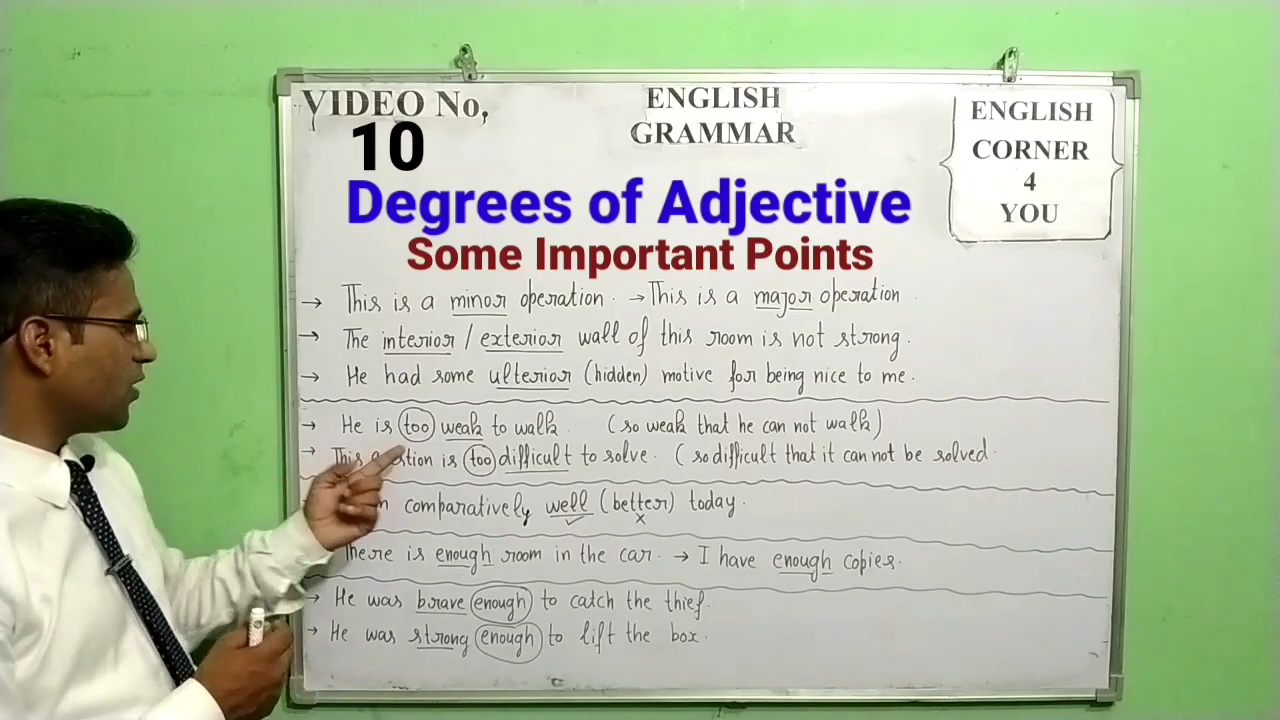 VIDEO No,
10
ENGLISH
GRAMMAR
ENGLISH
CORNER
4
YOU
Degrees of Adjective
Some Important Points
→ This is a minor operation. → This is a major operation.
→ The interior / exterior wall of this room is not strong.
→ He had some ulterior (hidden) motive for being nice to me.
→ He is too weak to walk. (so weak that he can not walk)
→ This is too difficult to solve. (so difficult that it can not be solved.
comparatively well (better) today.
There is enough room in the car. → I have enough copies.
→ He was brave enough to catch the thief.
→ He was strong enough to lift the box.